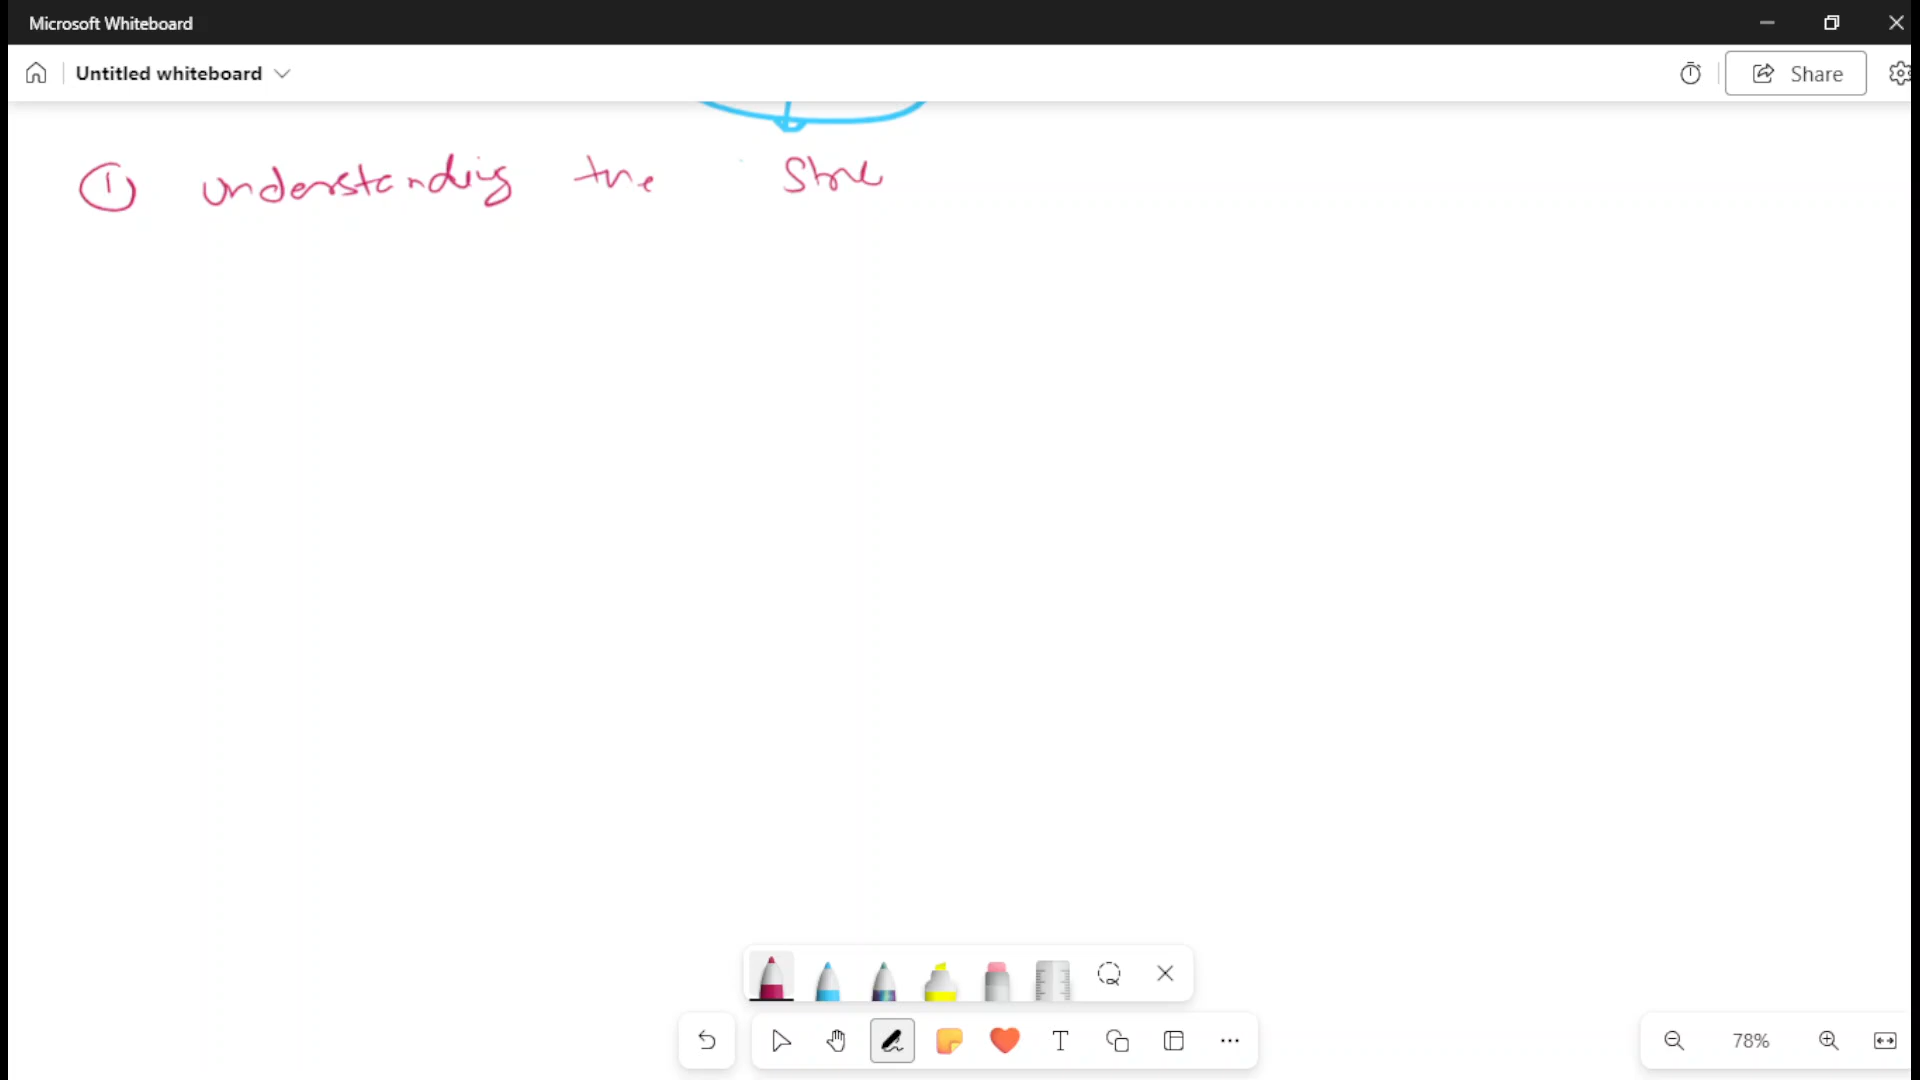 Microsoft Whiteboard
Untitled whiteboard
Share
① understanding the
78%